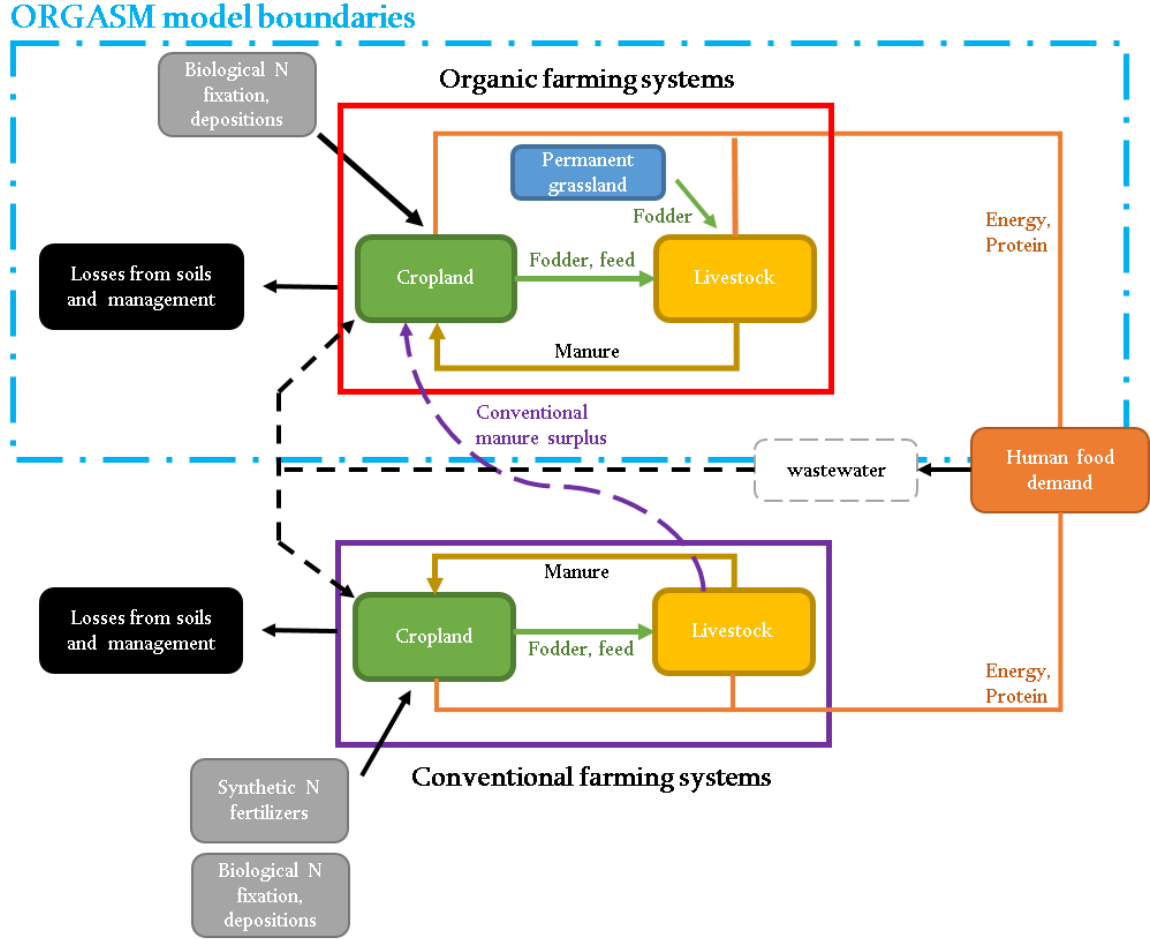 ORGASM model boundaries
Biological N
fixation,
depositions
Organic farming systems
Permanent
grassland
Fodder
Energy,
Protein
Losses from soils
and management
Cropland
Fodder, feed
Livestock
Manure
Conventional
manure surplus
wastewater
Human food
demand
Manure
Losses from soils
and management
Cropland
Fodder, feed
Livestock
Energy,
Protein
Synthetic N
fertilizers
Conventional farming systems
Biological N
fixation,
depositions